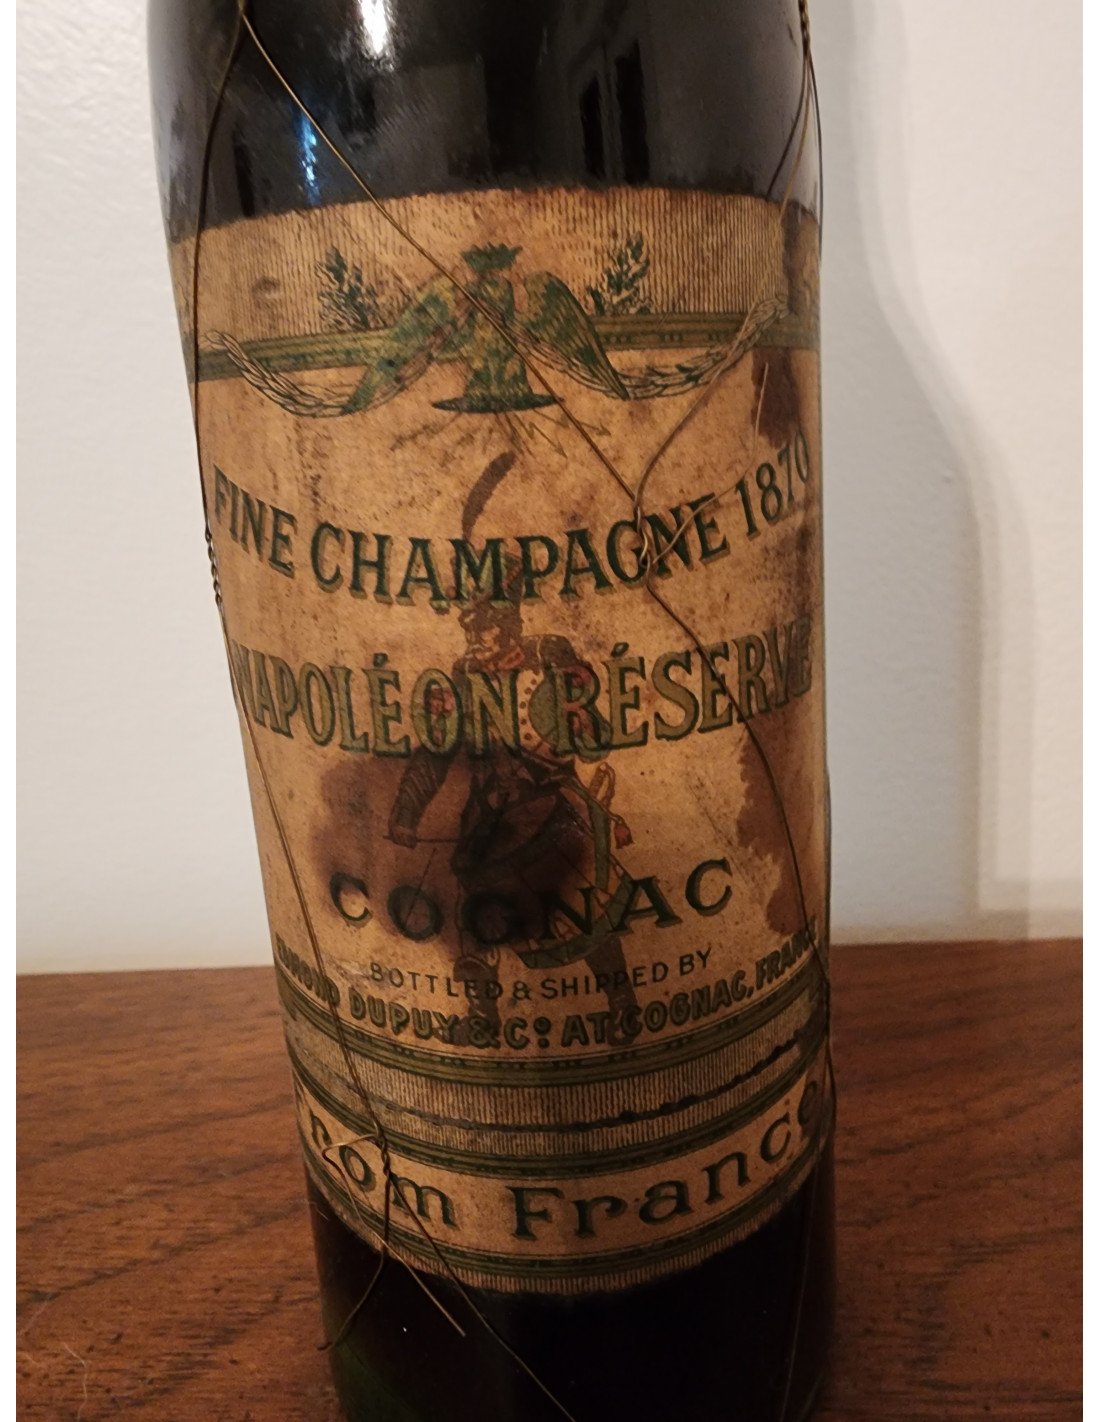 FINE CHAMPAGNE 1870
NAPOLÉON RÉSERVE
COGNAC
BOTTLED & SHIPPED BY
DUPUY & Cº AT COGNAC, FRANCE
From France